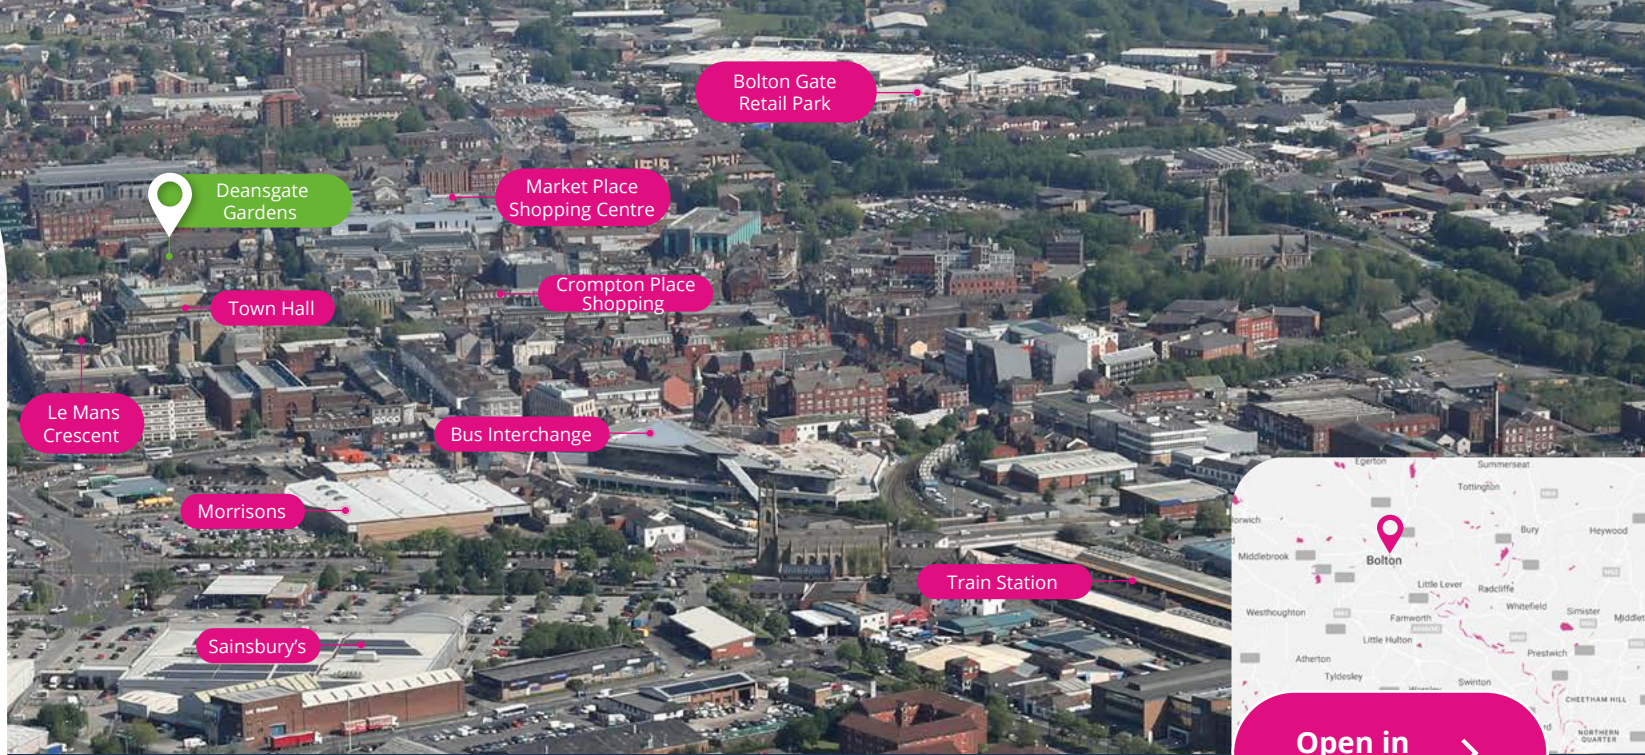 Bolton Gate
Retail Park
Deansgate
Gardens
Market Place
Shopping Centre
Crompton Place
Shopping
Town Hall
Le Mans
Crescent
Bus Interchange
Morrisons
Train Station
Sainsbury's
Egerton
Summerseat
Tottington
Bury
Heywood
Middlebrook
Bolton
Little Lever
Radcliffe
Westhoughton
Farnworth
Whitefield
Simister
Little Hulton
Prestwich
Atherton
Tyldesley
Swinton
CHEETHAM HILL
NORTHERN
QUARTER
Open in